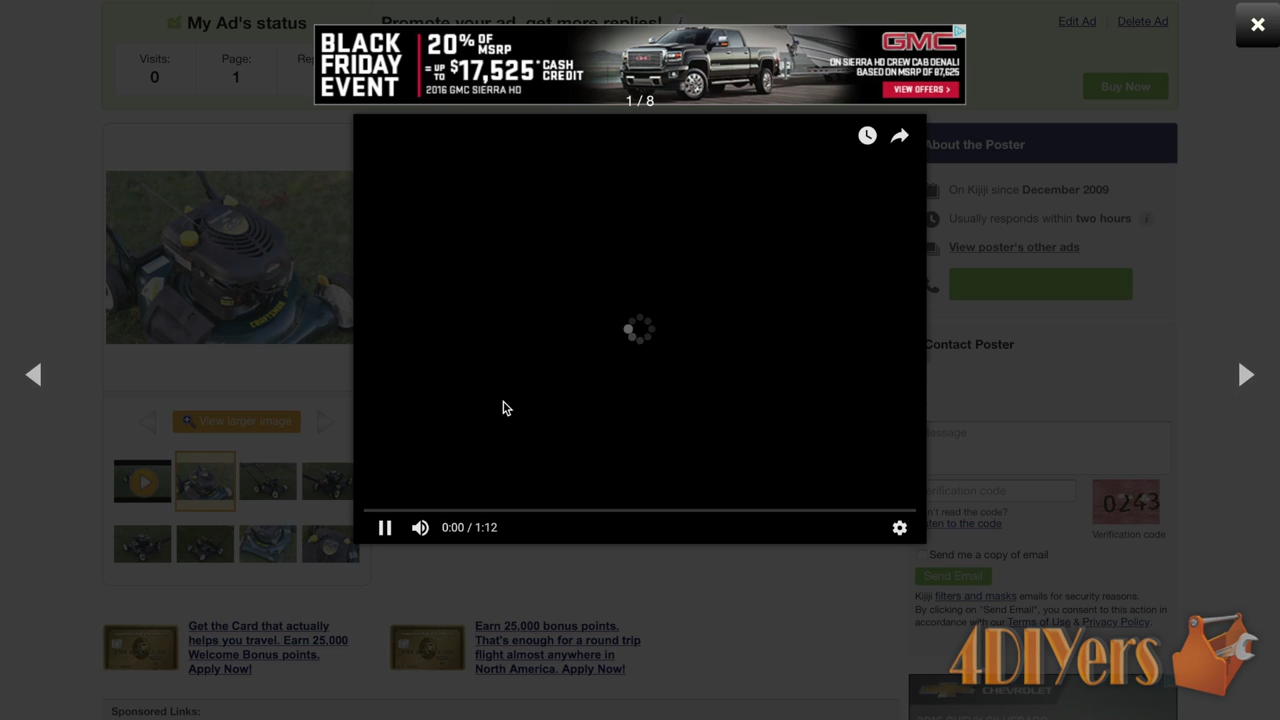 My Ad's status
Promote your ad, get more replies!
Edit Ad
Delete Ad
Visits:
0
Page:
1
Buy Now
BLACK
FRIDAY
EVENT
20% OF MSRP
= UP TO $17,525* CASH CREDIT
2016 GMC SIERRA HD
GMC
ON SIERRA HD CREW CAB DENALI
BASED ON MSRP OF 87,625
VIEW OFFERS >
1 / 8
About the Poster
On Kijiji since December 2009
Usually responds within two hours
View poster's other ads
CRAFTSMAN
Contact Poster
View larger image
0:00 / 1:12
0243
Verification code
Send me a copy of email
Send Email
Kijiji filters and masks emails for security reasons.
By clicking on "Send Email", you consent to this action in
accordance with our Terms of Use & Privacy Policy.
Get the Card that actually
helps you travel. Earn 25,000
Welcome Bonus points.
Apply Now!
Earn 25,000 bonus points.
That's enough for a round trip
flight almost anywhere in
North America. Apply Now!
4DIYers
CHEVROLET
Sponsored Links: